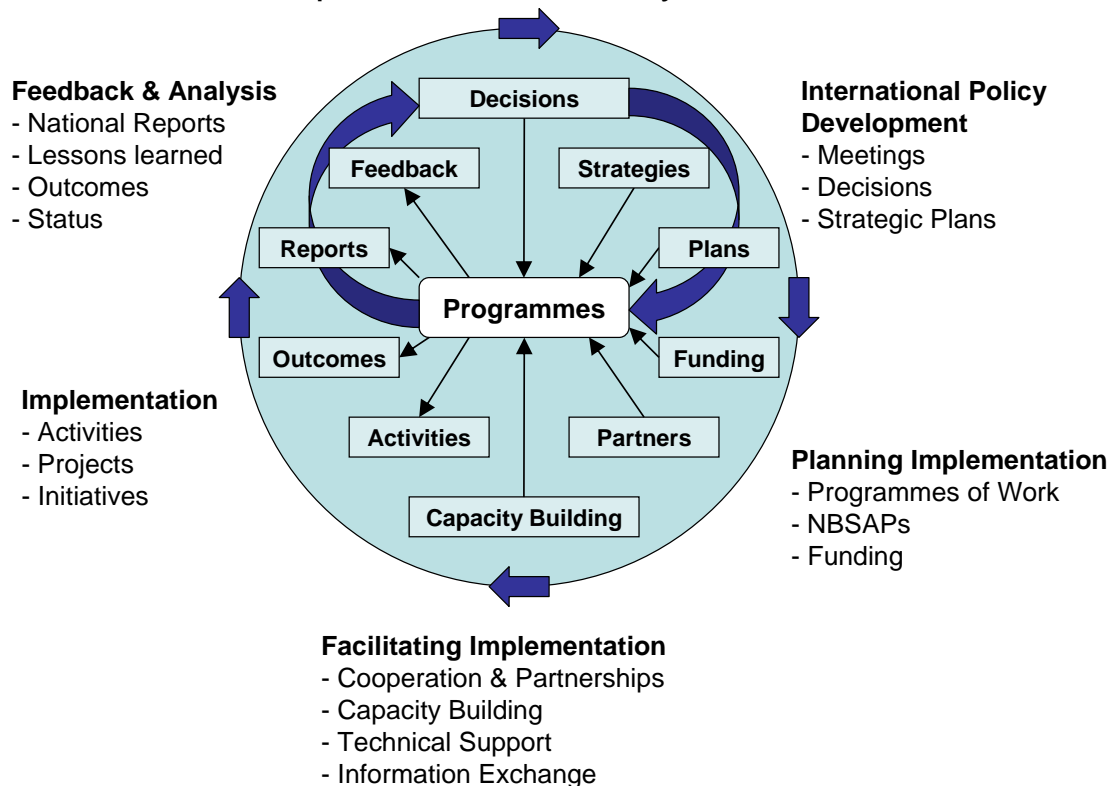 Feedback & Analysis
- National Reports
- Lessons learned
- Outcomes
- Status
Decisions
Feedback
Strategies
Reports
Plans
Programmes
Outcomes
Funding
Activities
Partners
Capacity Building
International Policy
Development
- Meetings
- Decisions
- Strategic Plans
Implementation
- Activities
- Projects
- Initiatives
Planning Implementation
- Programmes of Work
- NBSAPs
- Funding
Facilitating Implementation
- Cooperation & Partnerships
- Capacity Building
- Technical Support
- Information Exchange